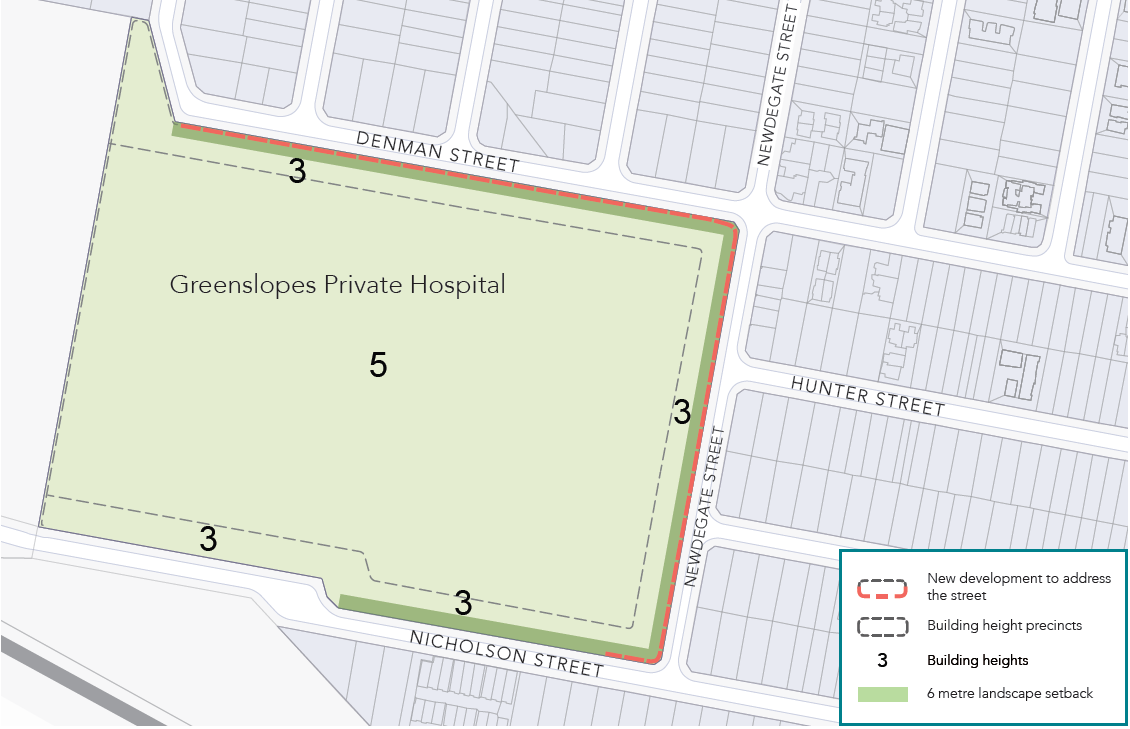 NEWDEGATE STREET
DENMAN STREET
3
Greenslopes Private Hospital
5
HUNTER STREET
3
NEWDEGATE STREET
3
3
NICHOLSON STREET
New development to address
the street
Building height precincts
3 Building heights
6 metre landscape setback